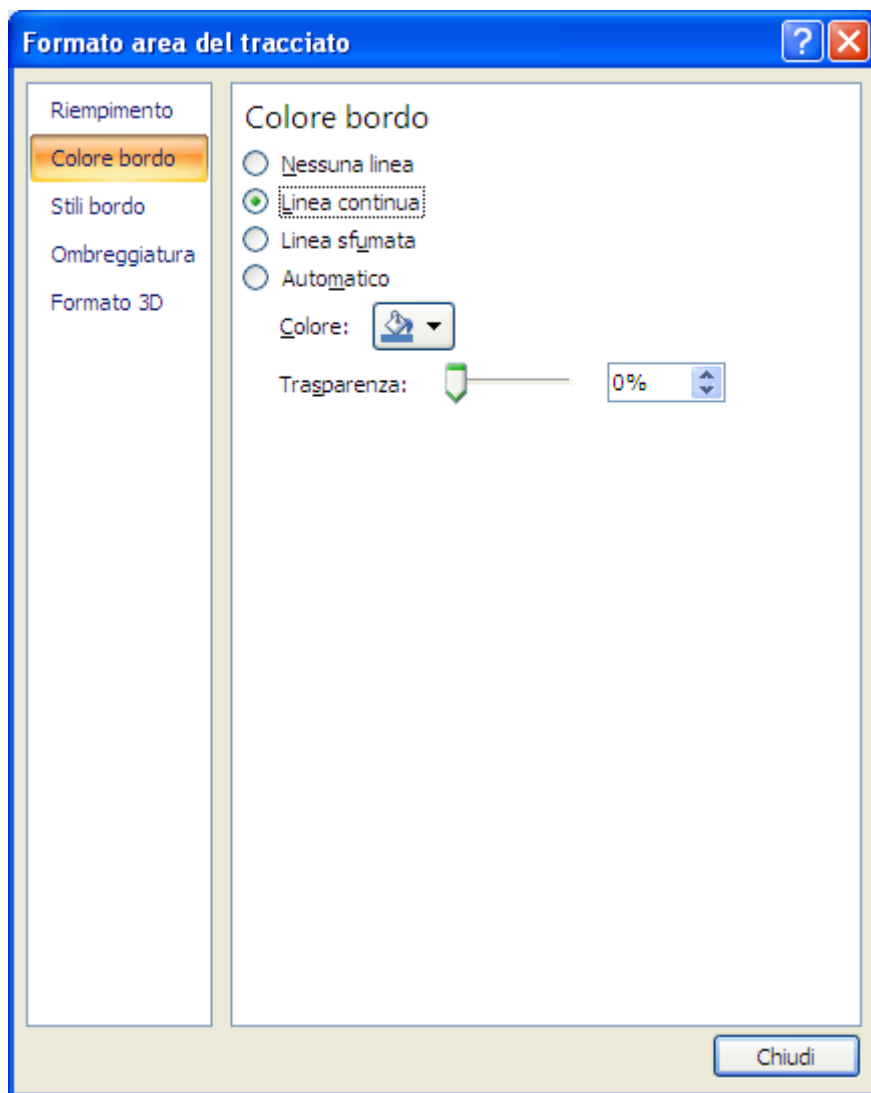 Formato area del tracciato
?
Riempimento
Colore bordo
Stili bordo
Ombreggiatura
Formato 3D
Colore bordo
Nessuna linea
Linea continua
Linea sfumata
Automatico
Colore:
Trasparenza: 0%
Chiudi